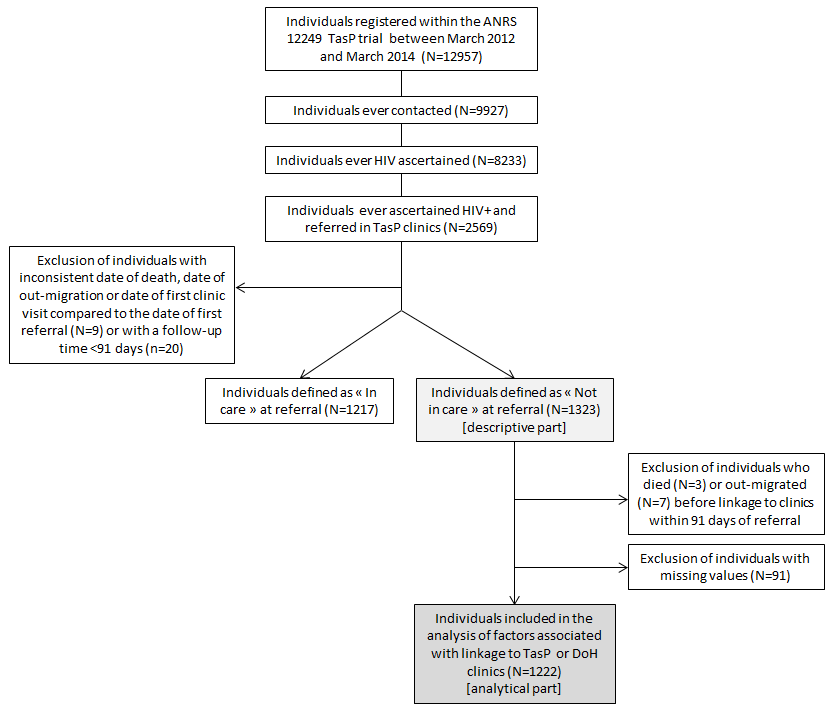 Individuals registered within the ANRS
12249 TasP trial between March 2012
and March 2014 (N=12957)
Individuals ever contacted (N=9927)
Individuals ever HIV ascertained (N=8233)
Individuals ever ascertained HIV+ and
referred in TasP clinics (N=2569)
Exclusion of individuals with
inconsistent date of death, date of
out-migration or date of first clinic
visit compared to the date of first
referral (N=9) or with a follow-up
time <91 days (n=20)
Individuals defined as « In
care » at referral (N=1217)
Individuals defined as « Not
in care » at referral (N=1323)
[descriptive part]
Exclusion of individuals who
died (N=3) or out-migrated
(N=7) before linkage to clinics
within 91 days of referral
Exclusion of individuals with
missing values (N=91)
Individuals included in the
analysis of factors associated
with linkage to TasP or DoH
clinics (N=1222)
[analytical part]